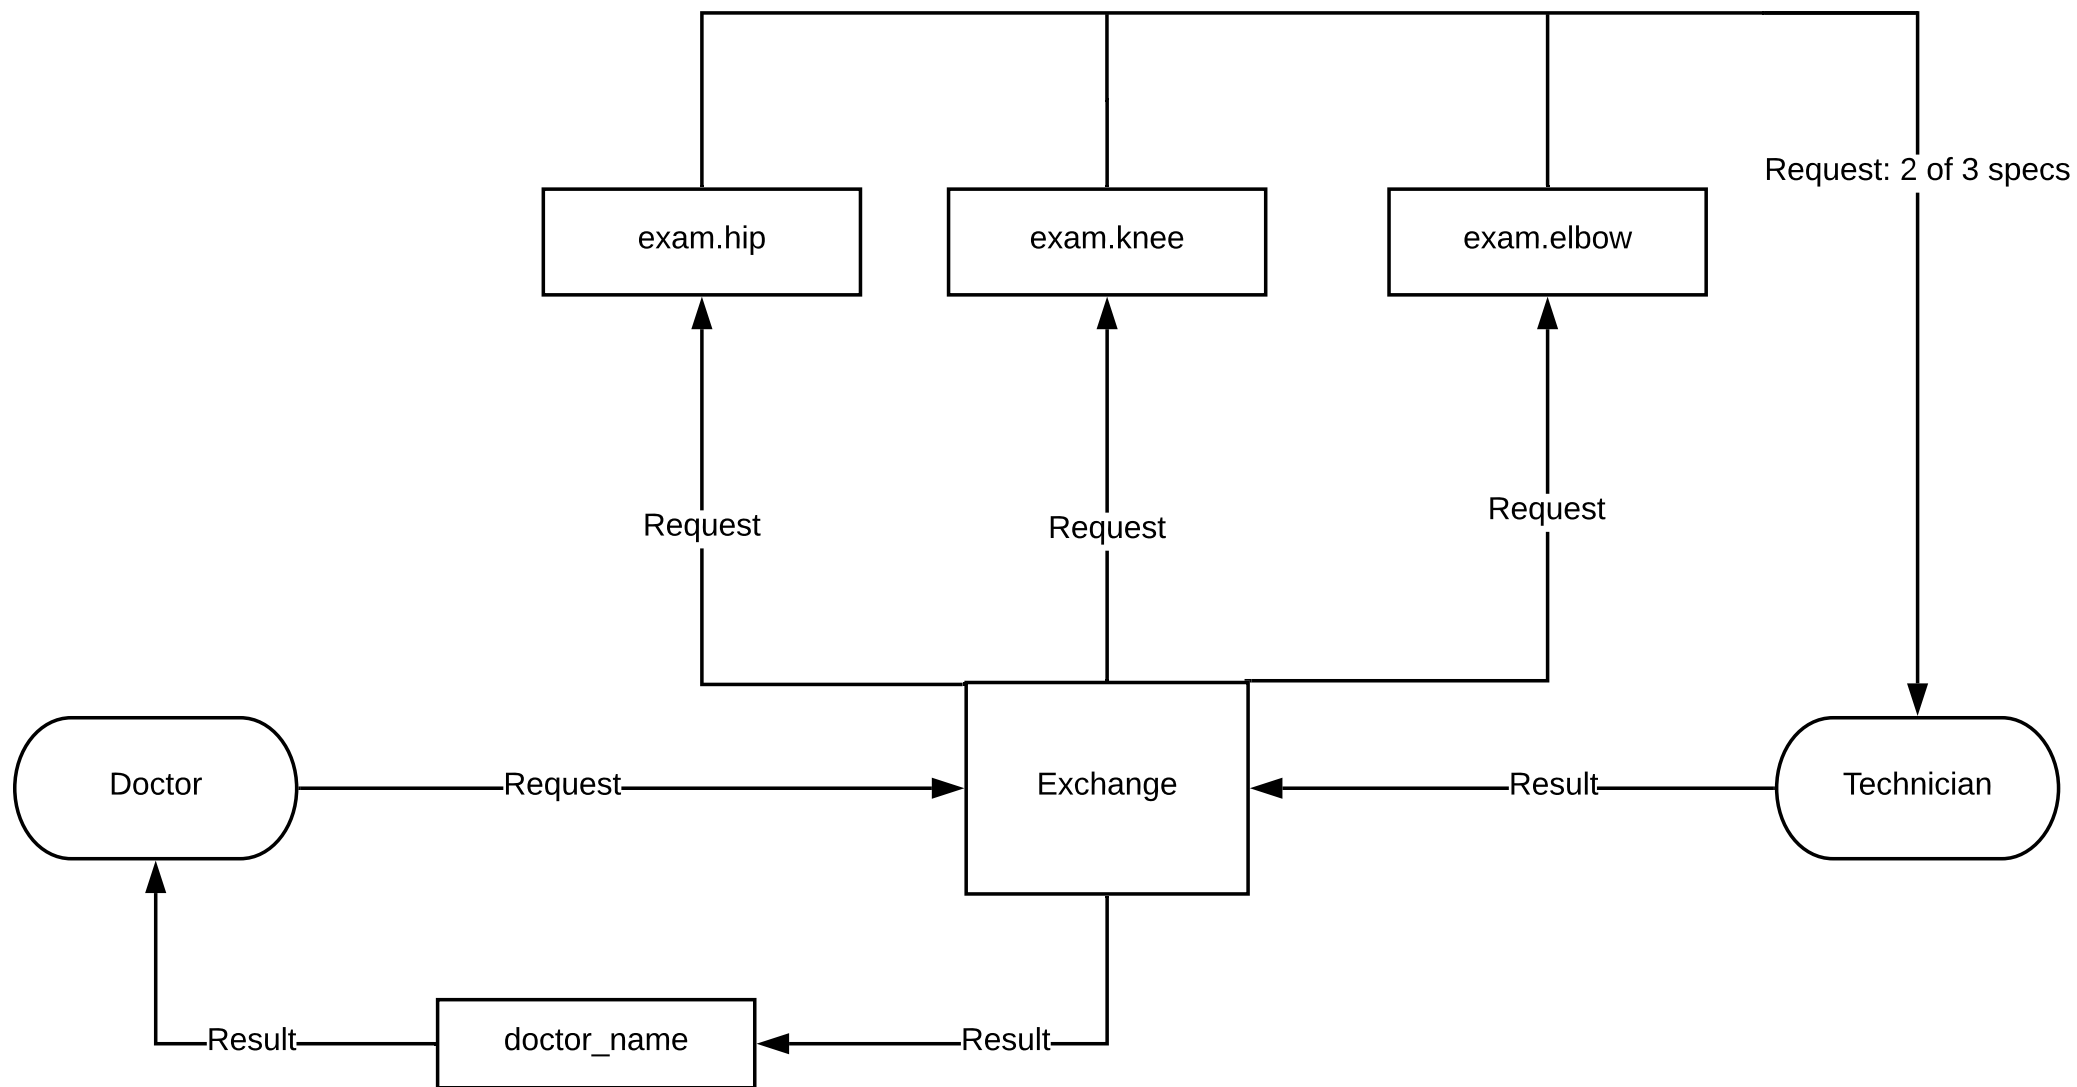 Request: 2 of 3 specs
exam.hip
exam.knee
exam.elbow
Request
Request
Request
Doctor
Request
Exchange
Result
Technician
Result
doctor_name
Result